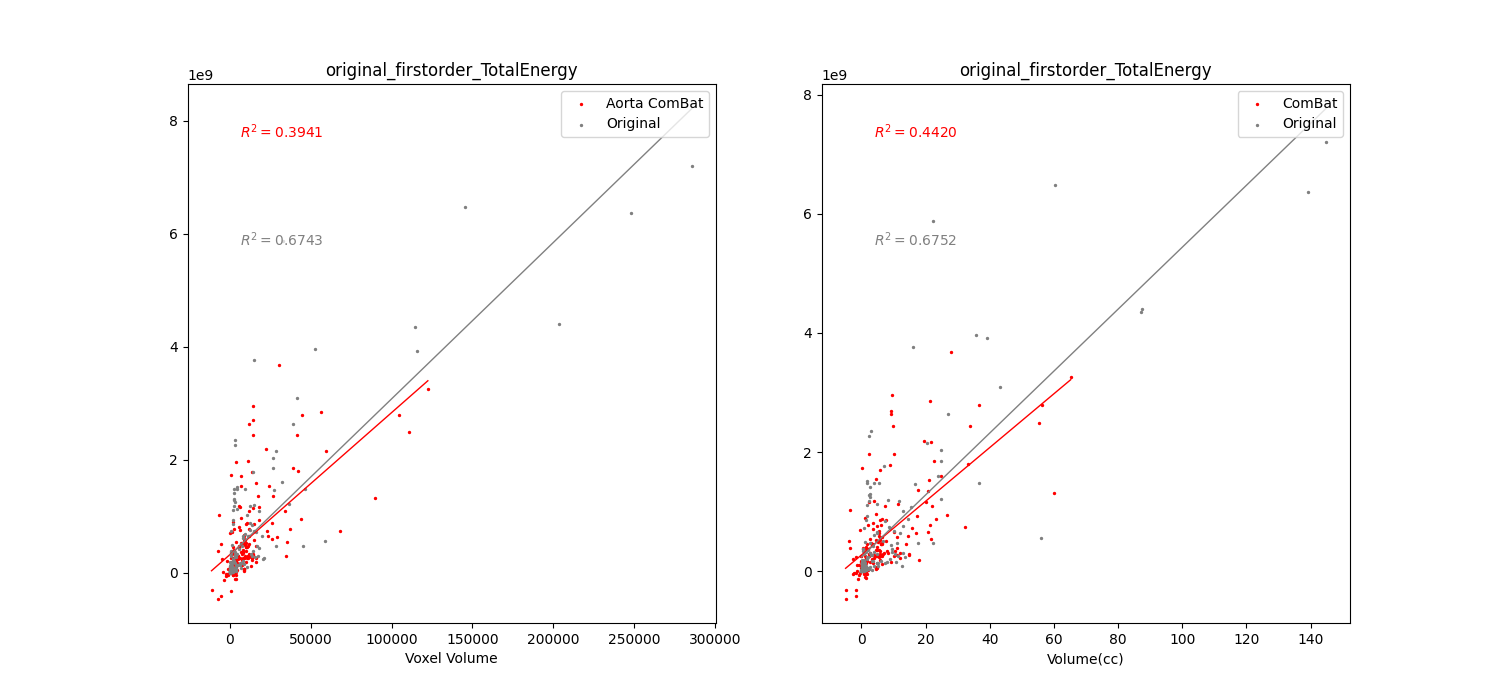 original_firstorder_TotalEnergy
1e9
Aorta ComBat
Original
R² = 0.3941
R² = 0.6743
8
6
4
2
0
0 50000 100000 150000 200000 250000 300000
Voxel Volume
original_firstorder_TotalEnergy
1e9
ComBat
Original
R² = 0.4420
R² = 0.6752
8
6
4
2
0
0 20 40 60 80 100 120 140
Volume(cc)